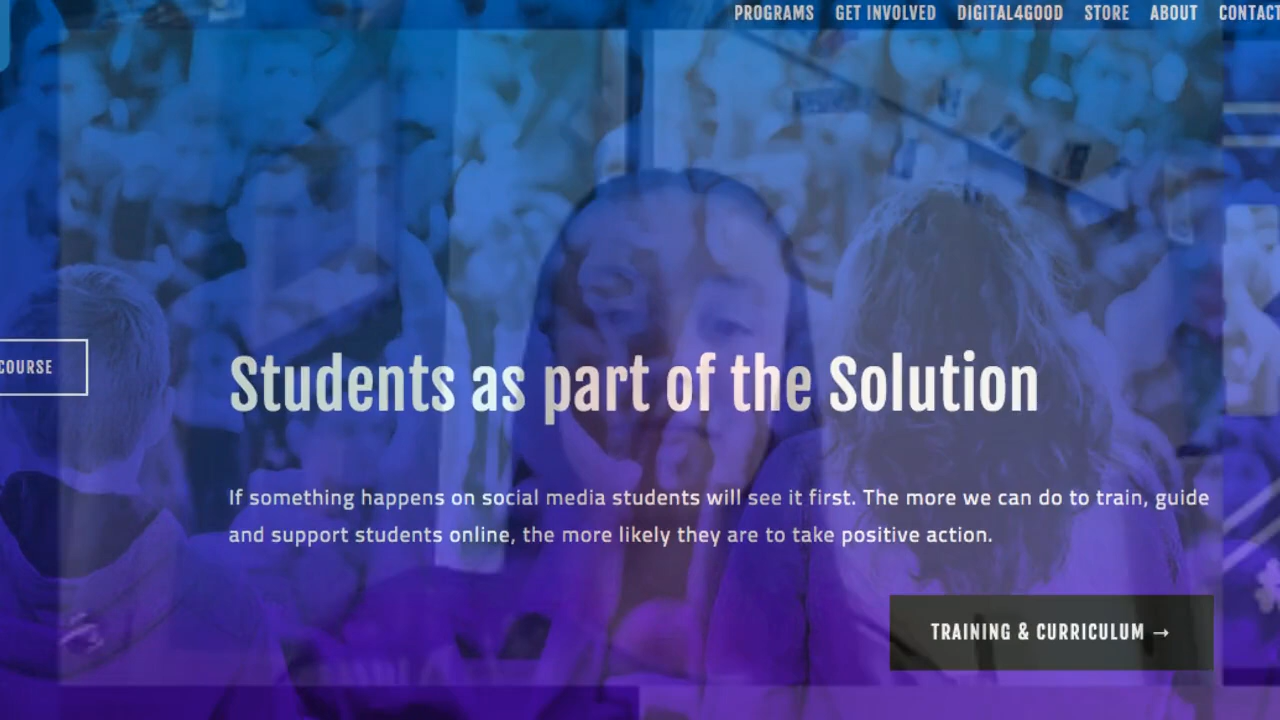 PROGRAMS GET INVOLVED DIGITAL4GOOD STORE ABOUT CONTACT
COURSE
Students as part of the Solution
If something happens on social media students will see it first. The more we can do to train, guide
and support students online, the more likely they are to take positive action.
TRAINING & CURRICULUM →